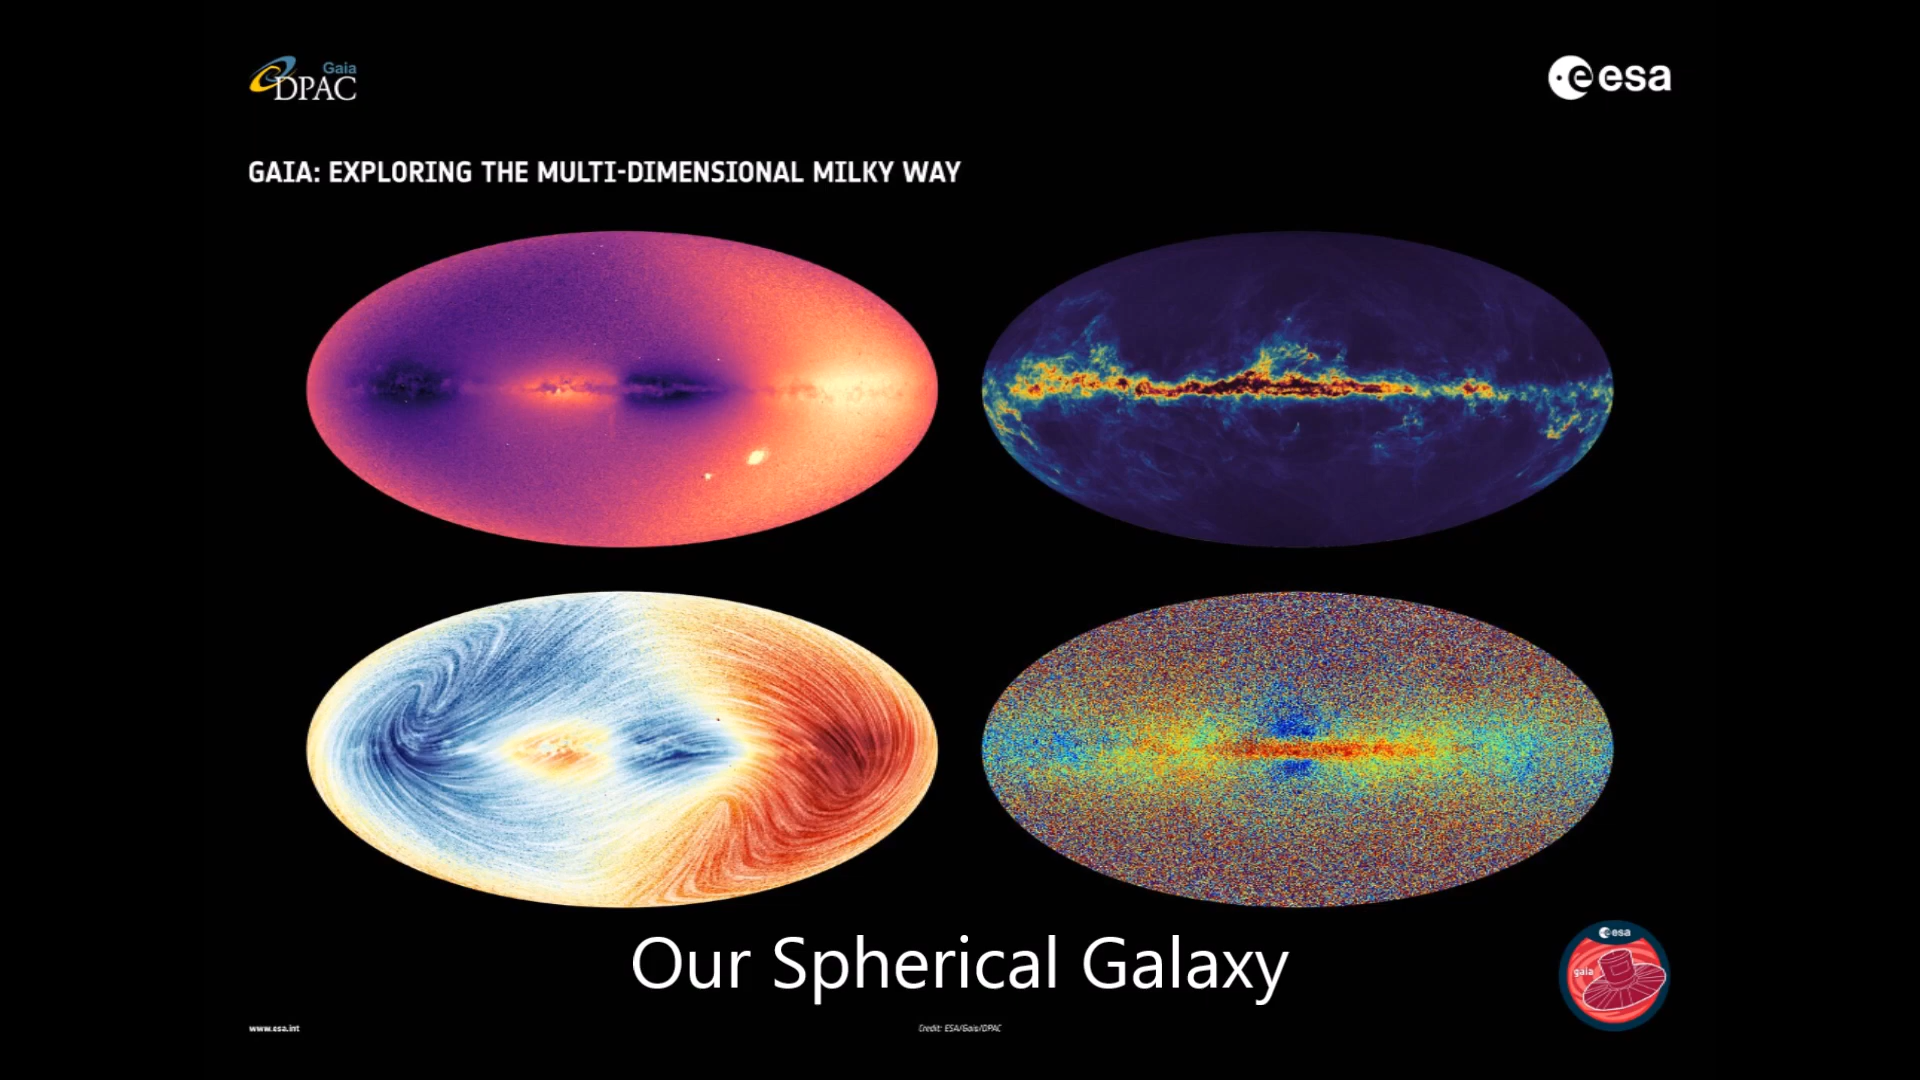 Gaia
DPAC
esa
GAIA: EXPLORING THE MULTI-DIMENSIONAL MILKY WAY
Our Spherical Galaxy
esa
gaia
www.esa.int
Credit: ESA/Gaia/DPAC